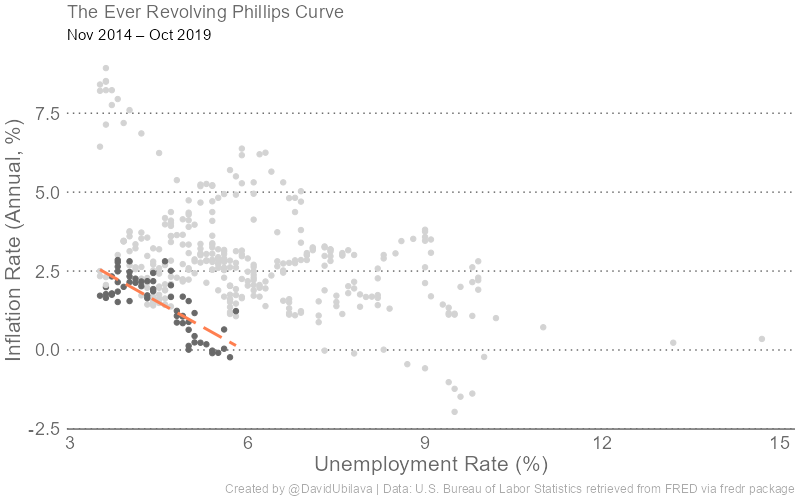 The Ever Revolving Phillips Curve
Nov 2014 – Oct 2019
Inflation Rate (Annual, %)
7.5
5.0
2.5
0.0
-2.5
3 6 9 12 15
Unemployment Rate (%)
Created by @DavidUbilava | Data: U.S. Bureau of Labor Statistics retrieved from FRED via fredr package